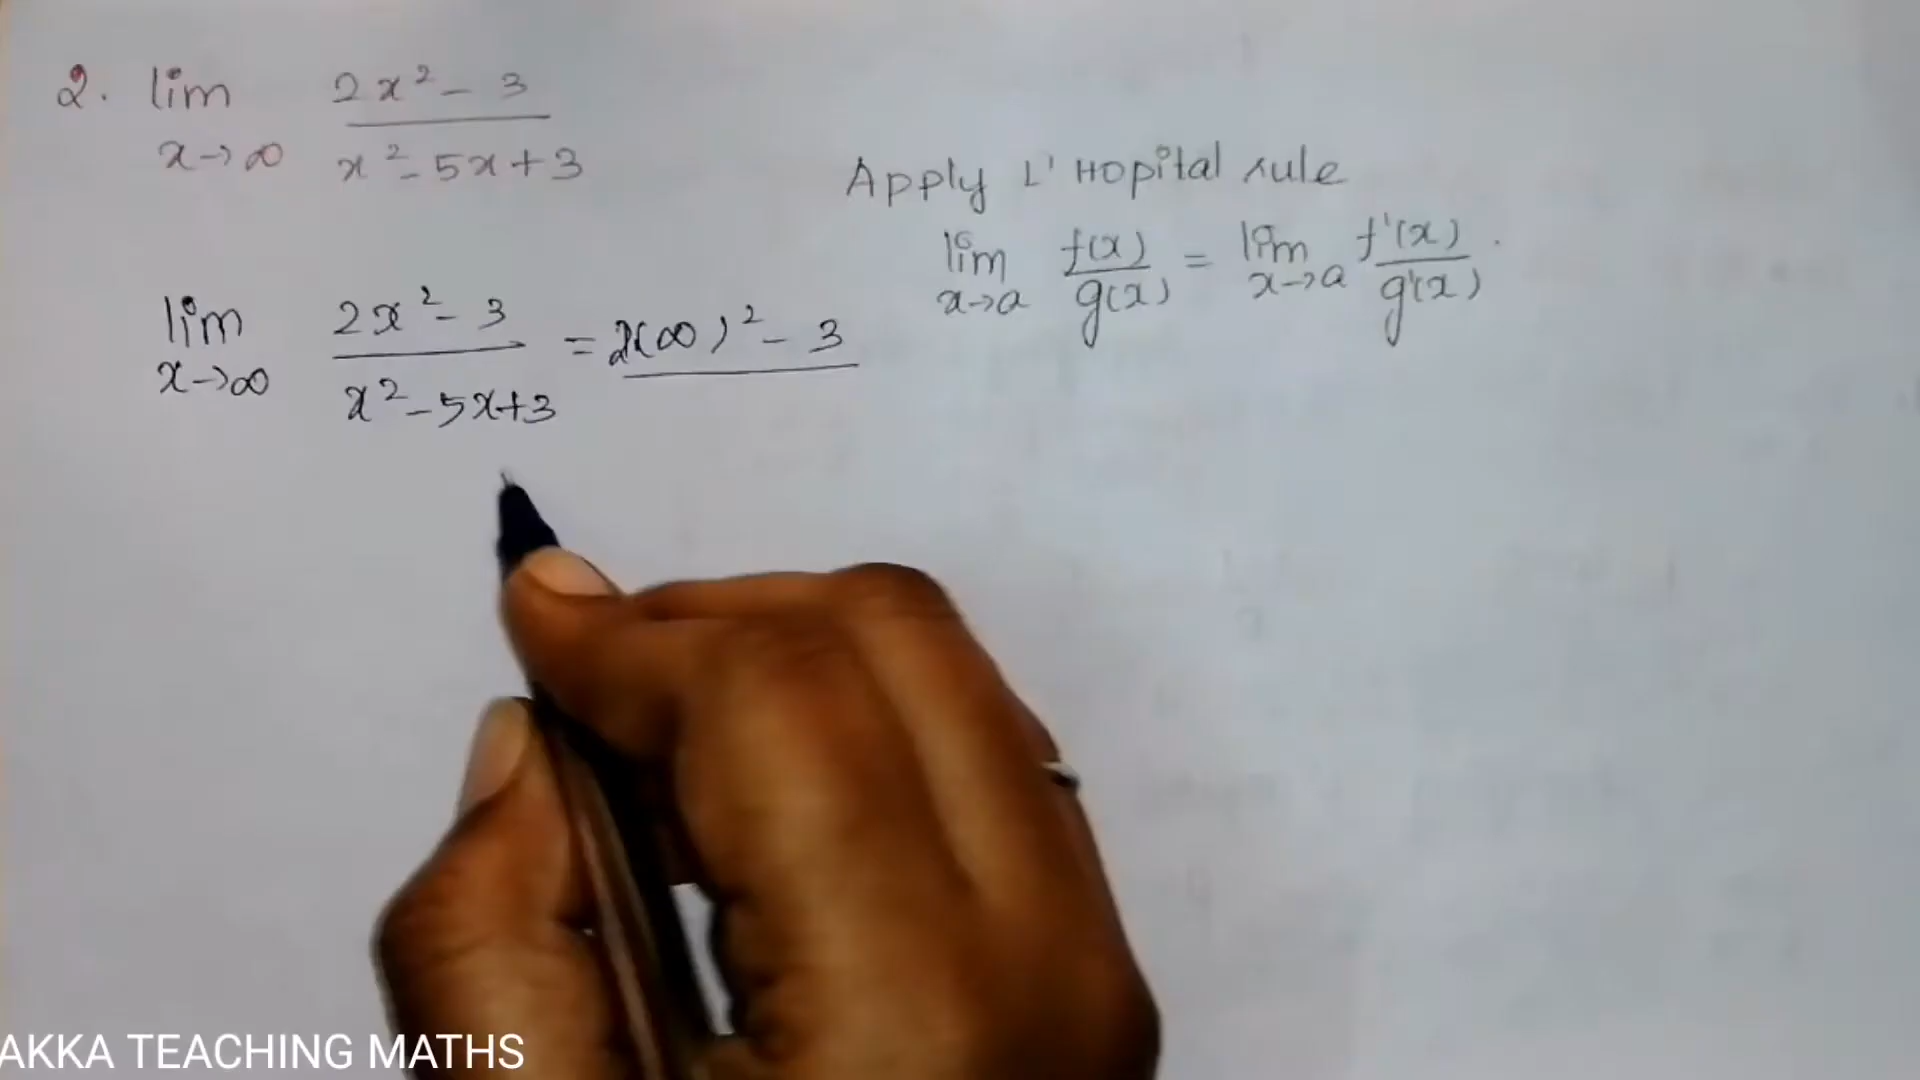 2. lim x→∞ (2x² - 3)/(x² - 5x + 3)
Apply L' Hopital rule
lim x→a f(x)/g(x) = lim x→a f'(x)/g'(x).
lim x→∞ (2x² - 3)/(x² - 5x + 3) = 2(∞)² - 3
AKKA TEACHING MATHS